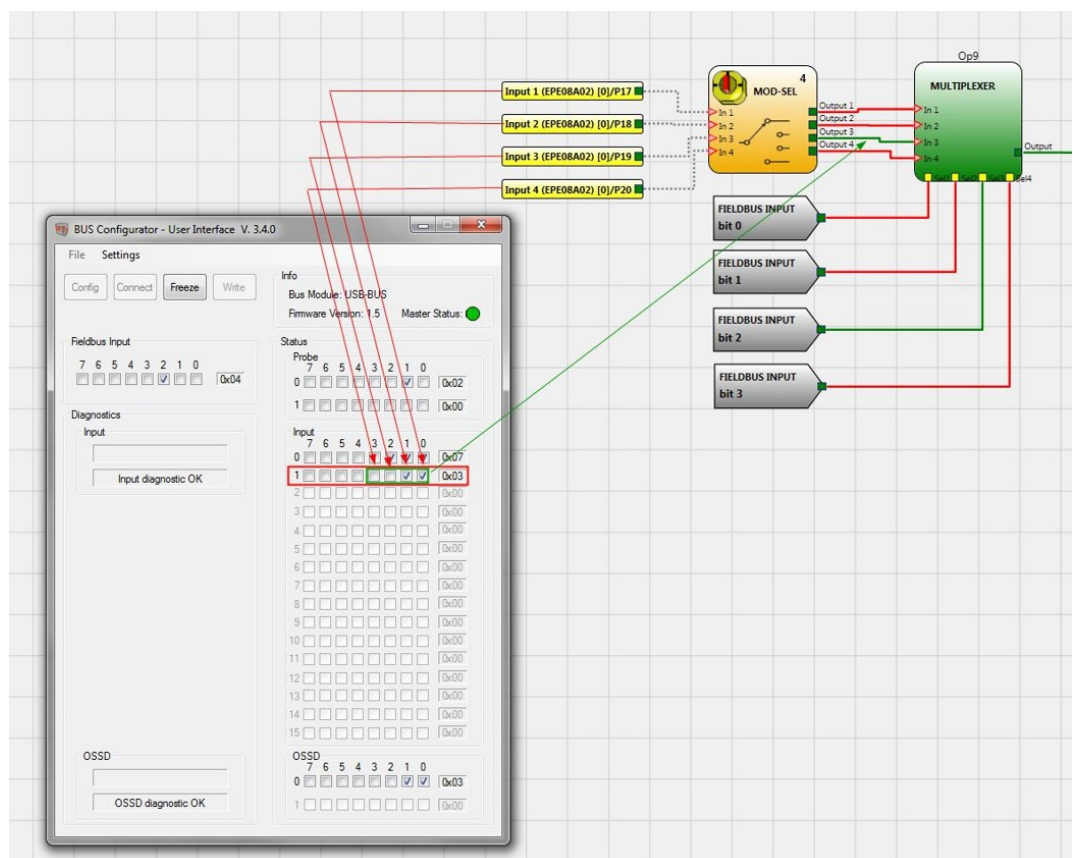 Op9
MULTIPLEXER
In 1
In 2
In 3
In 4
Output
Sel4
4
MOD-SEL
In 1
In 2
In 3
In 4
Output 1
Output 2
Output 3
Output 4
Input 1 (EPE08A02) [0]/P17
Input 2 (EPE08A02) [0]/P18
Input 3 (EPE08A02) [0]/P19
Input 4 (EPE08A02) [0]/P20
FIELDBUS INPUT
bit 0
FIELDBUS INPUT
bit 1
FIELDBUS INPUT
bit 2
FIELDBUS INPUT
bit 3
BUS Configurator - User Interface V. 3.4.0
File Settings
Config Connect Freeze Write
Info
Bus Module: USB-BUS
Firmware Version: 1.5 Master Status:
Fieldbus Input
7 6 5 4 3 2 1 0
0x04
Diagnostics
Input
Input diagnostic OK
OSSD
OSSD diagnostic OK
Status
Probe
7 6 5 4 3 2 1 0
0 0x02
1 0x00
Input
7 6 5 4 3 2 1 0
0 0x07
1 0x03
2 0x00
3 0x00
4 0x00
5 0x00
6 0x00
7 0x00
8 0x00
9 0x00
10 0x00
11 0x00
12 0x00
13 0x00
14 0x00
15 0x00
OSSD
7 6 5 4 3 2 1 0
0 0x03
1 0x00